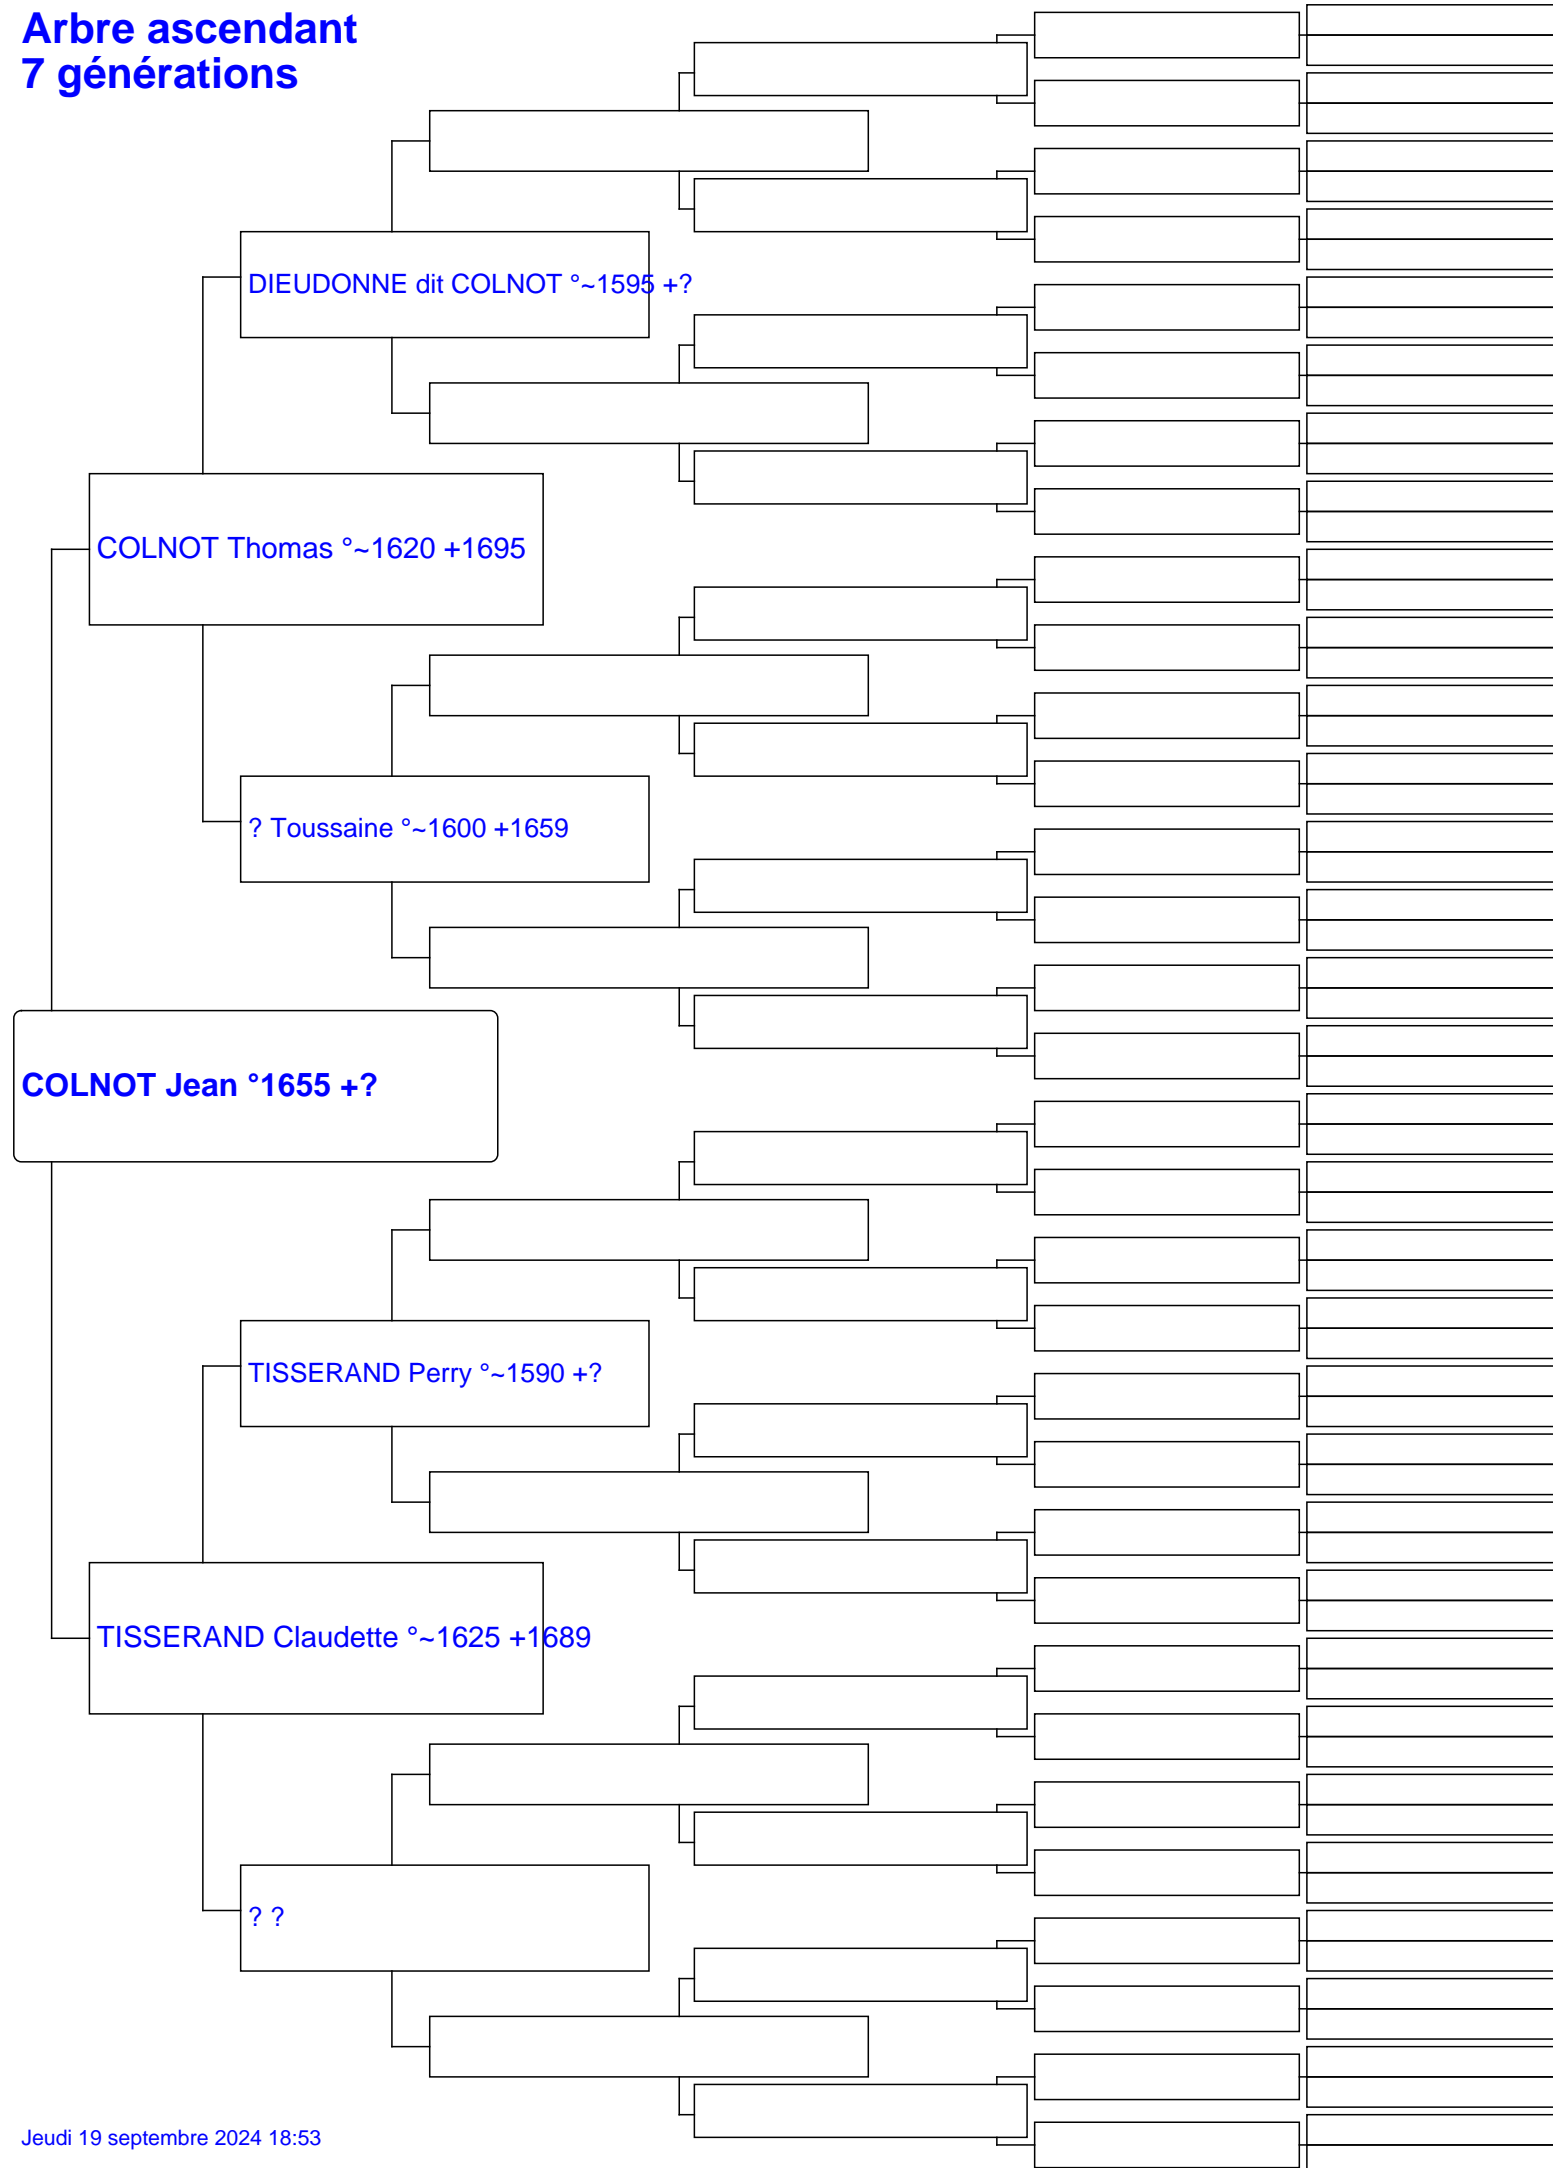 Arbre ascendant
7 générations
DIEUDONNE dit COLNOT °~1595 +?
COLNOT Thomas °~1620 +1695
? Toussaine °~1600 +1659
COLNOT Jean °1655 +?
TISSERAND Perry °~1590 +?
TISSERAND Claudette °~1625 +1689
? ?
Jeudi 19 septembre 2024 18:53